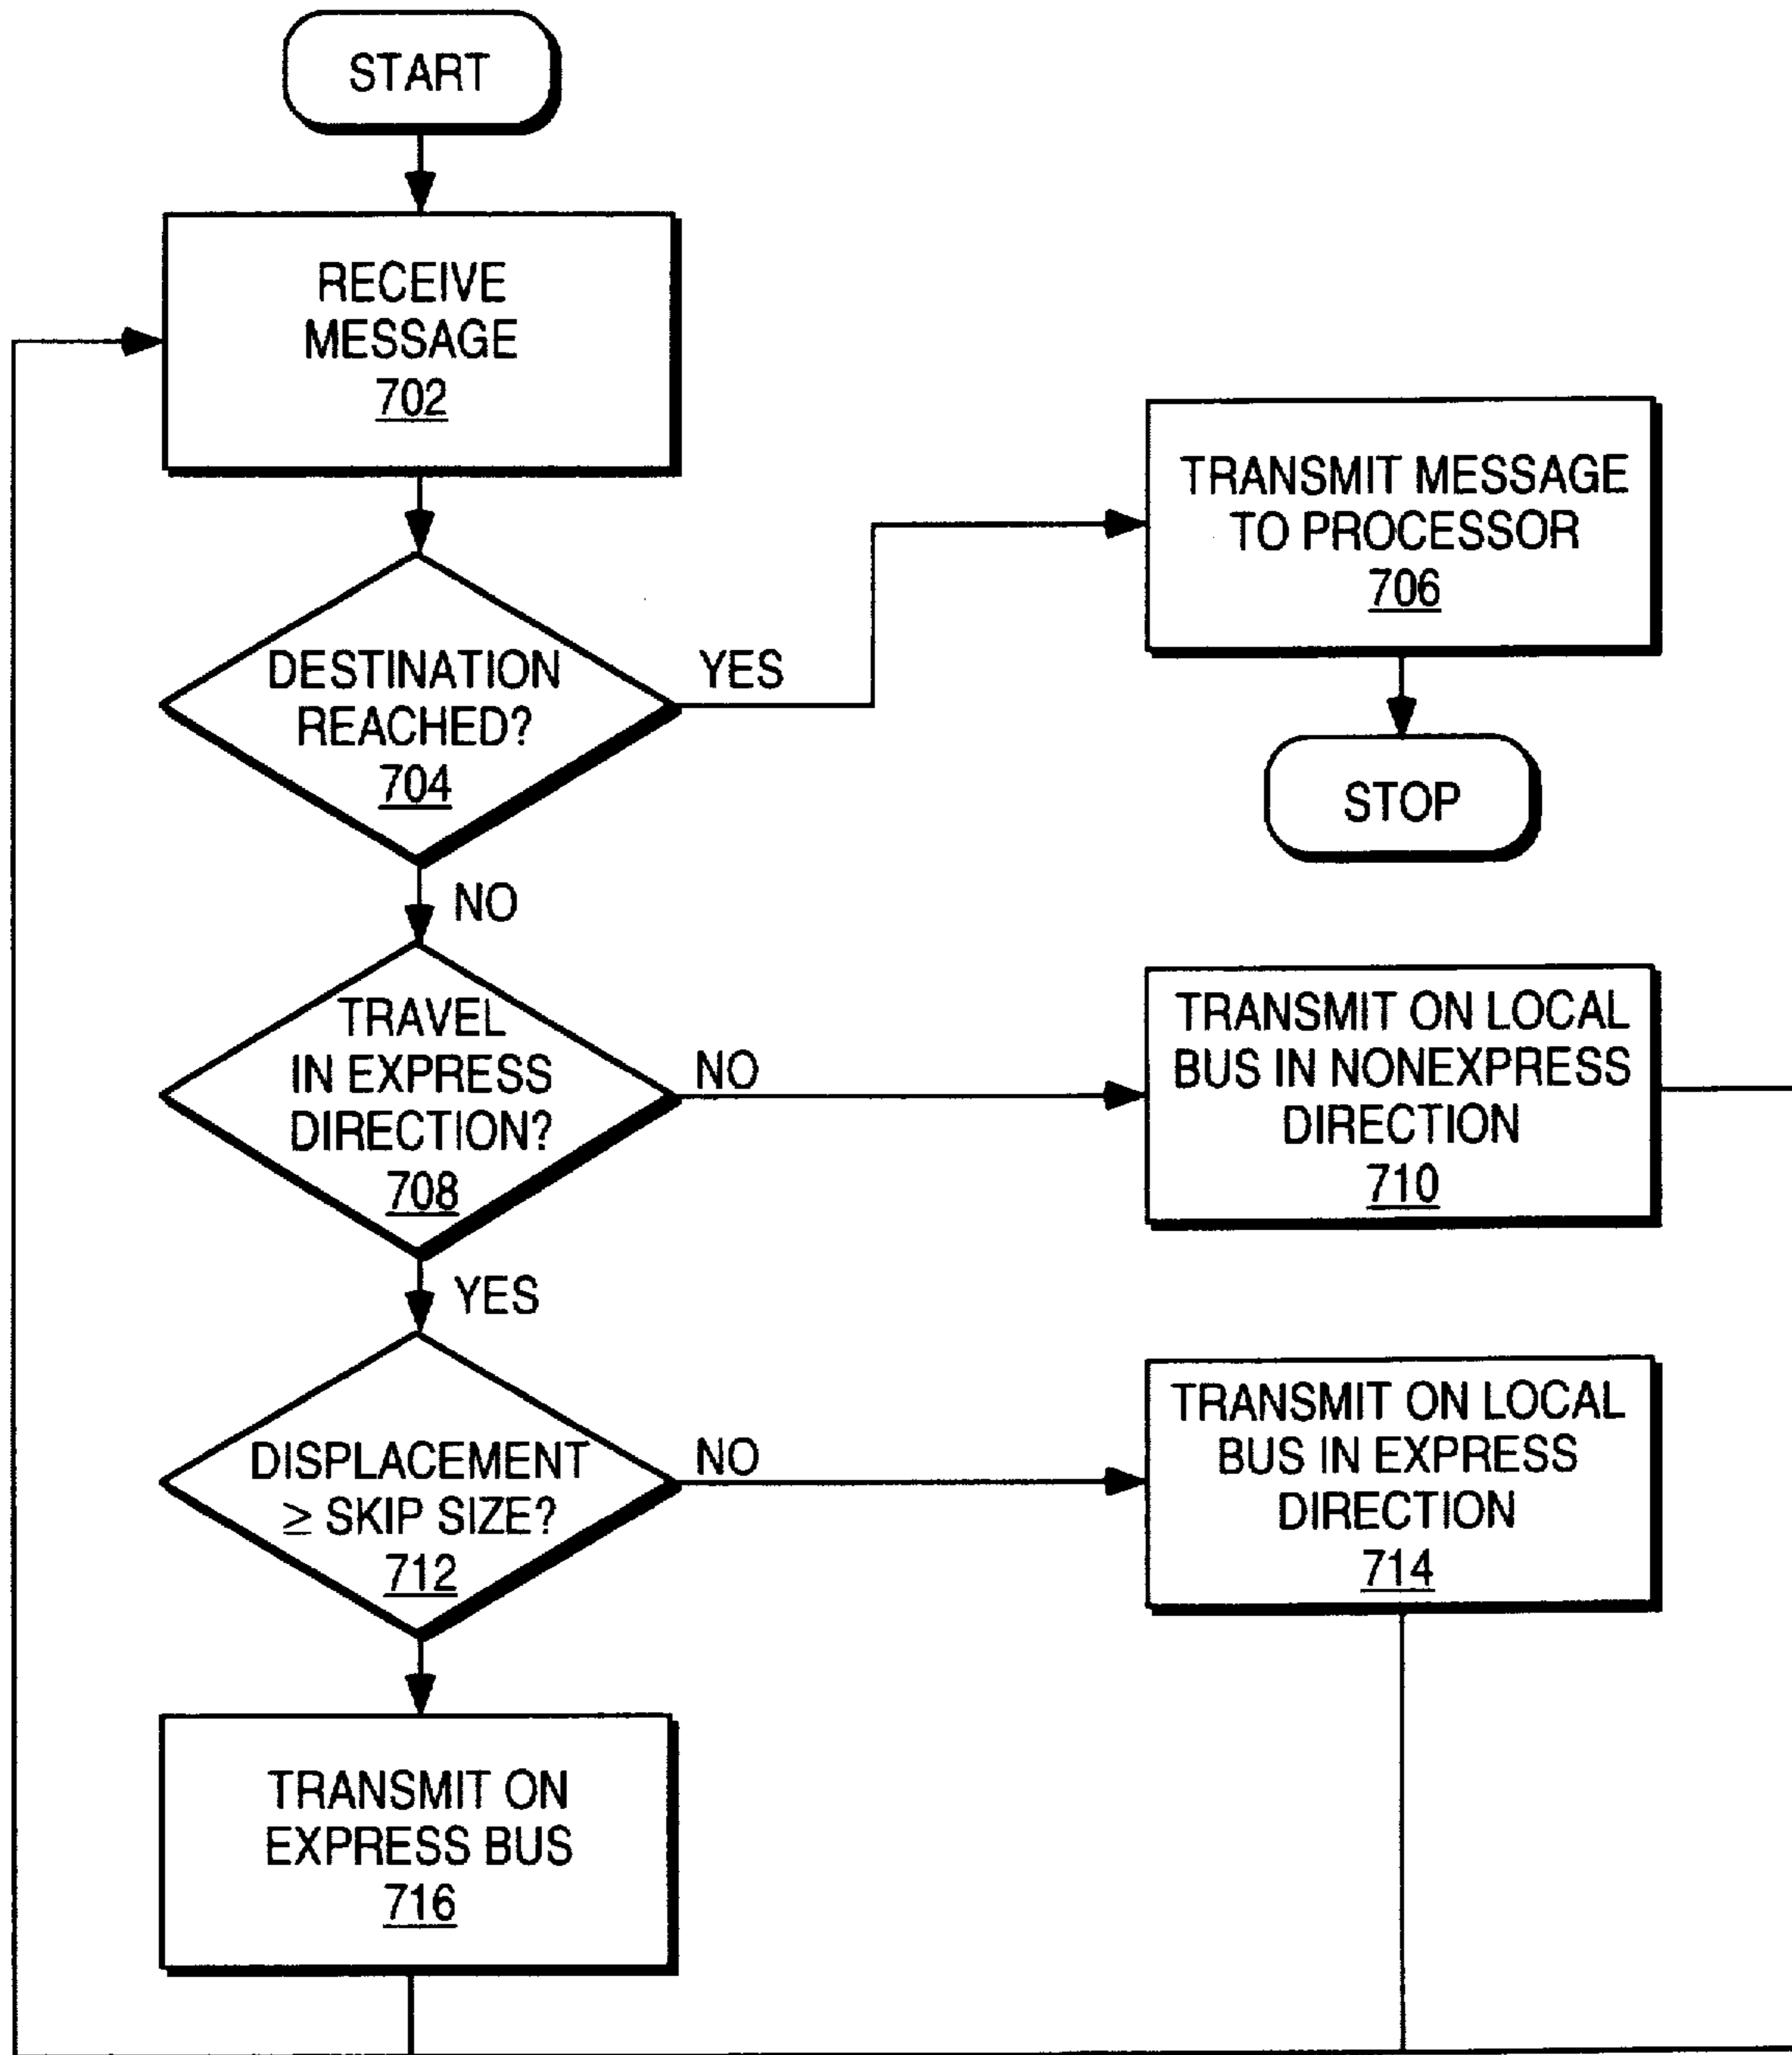 START
RECEIVE
MESSAGE
702
TRANSMIT MESSAGE
TO PROCESSOR
706
DESTINATION
REACHED?
704
YES
STOP
NO
TRAVEL
IN EXPRESS
DIRECTION?
708
NO
TRANSMIT ON LOCAL
BUS IN NONEXPRESS
DIRECTION
710
YES
DISPLACEMENT
≥ SKIP SIZE?
712
NO
TRANSMIT ON LOCAL
BUS IN EXPRESS
DIRECTION
714
TRANSMIT ON
EXPRESS BUS
716